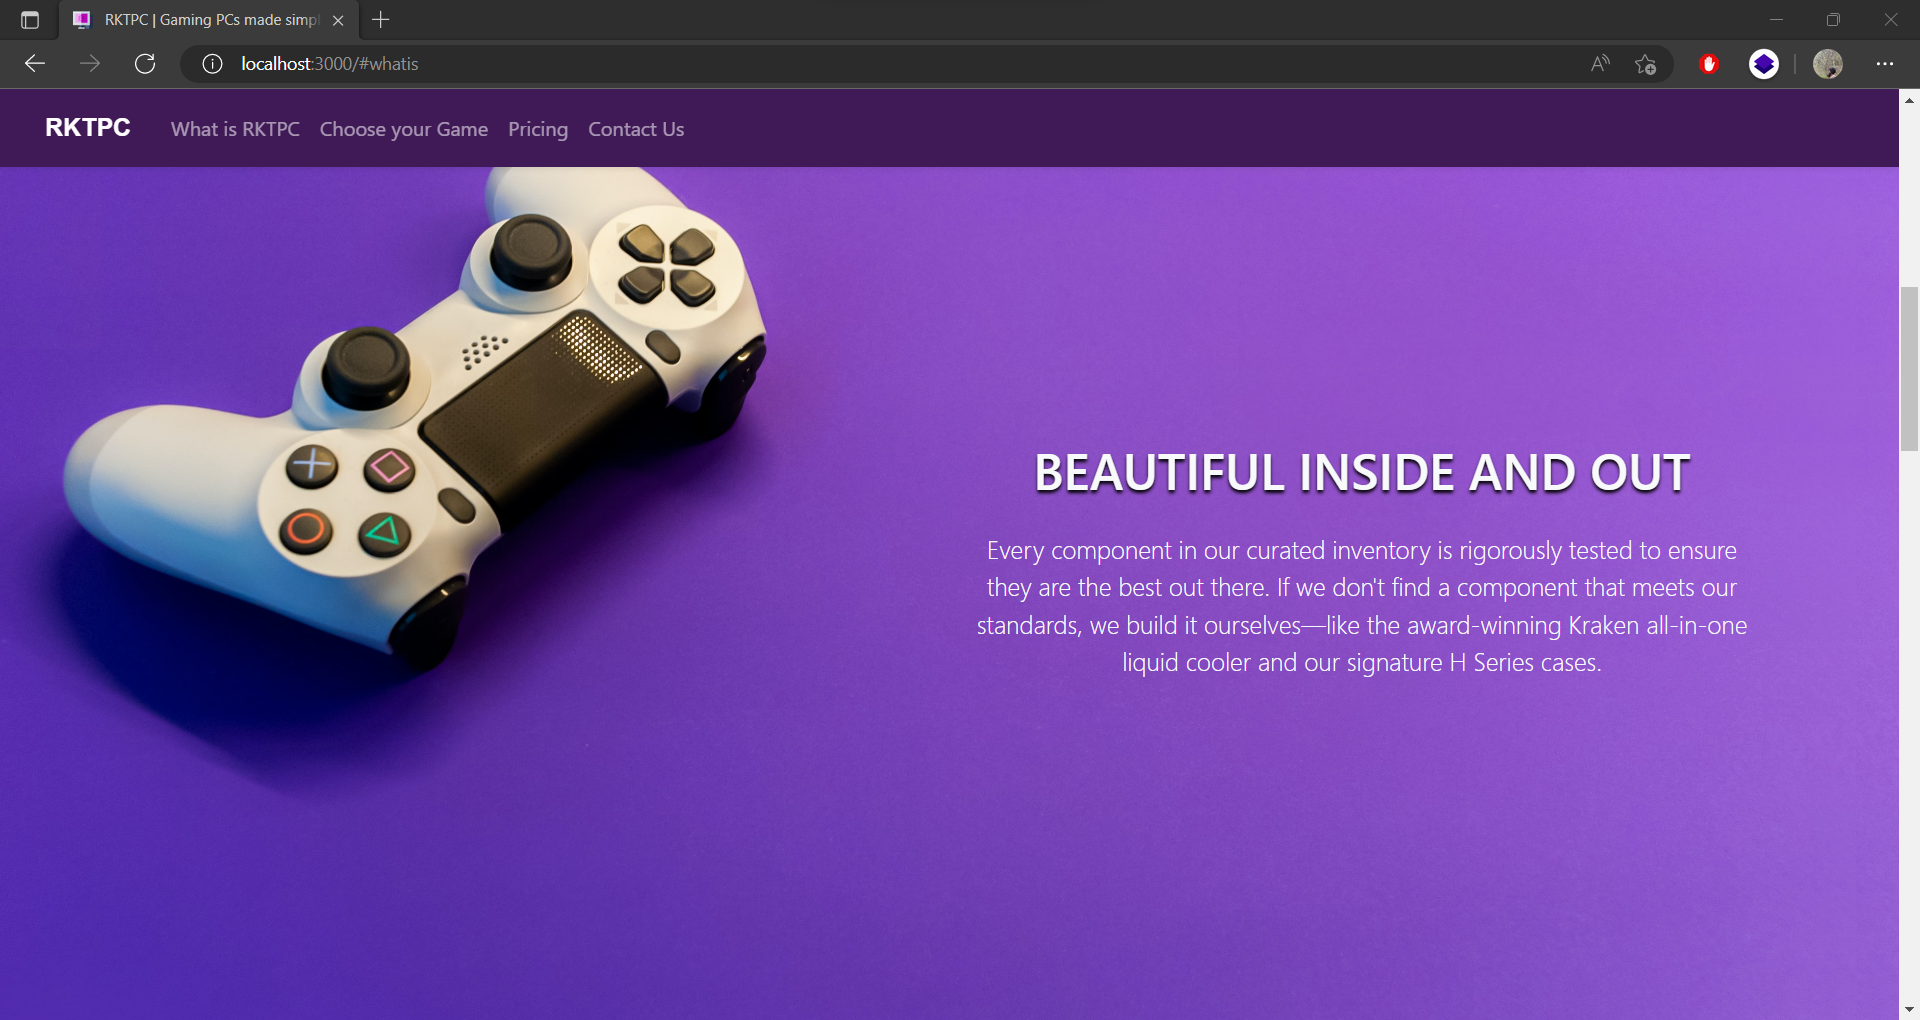 RKTPC | Gaming PCs made simpl
localhost:3000/#whatis
RKTPC
What is RKTPC
Choose your Game
Pricing
Contact Us
BEAUTIFUL INSIDE AND OUT
Every component in our curated inventory is rigorously tested to ensure
they are the best out there. If we don't find a component that meets our
standards, we build it ourselves—like the award-winning Kraken all-in-one
liquid cooler and our signature H Series cases.